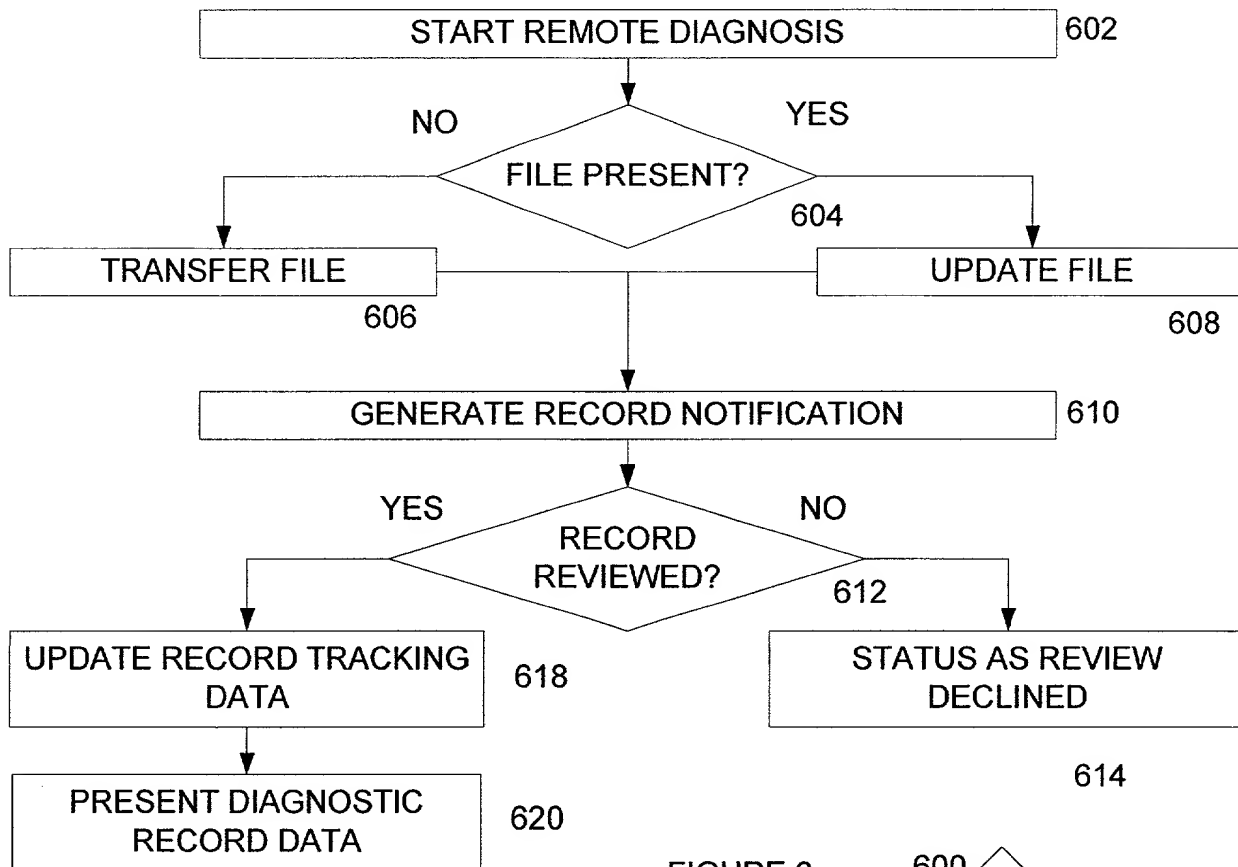 START REMOTE DIAGNOSIS
602
NO
YES
FILE PRESENT?
604
TRANSFER FILE
606
UPDATE FILE
608
GENERATE RECORD NOTIFICATION
610
YES
NO
RECORD
REVIEWED?
612
UPDATE RECORD TRACKING
DATA
618
STATUS AS REVIEW
DECLINED
614
PRESENT DIAGNOSTIC
RECORD DATA
620
600